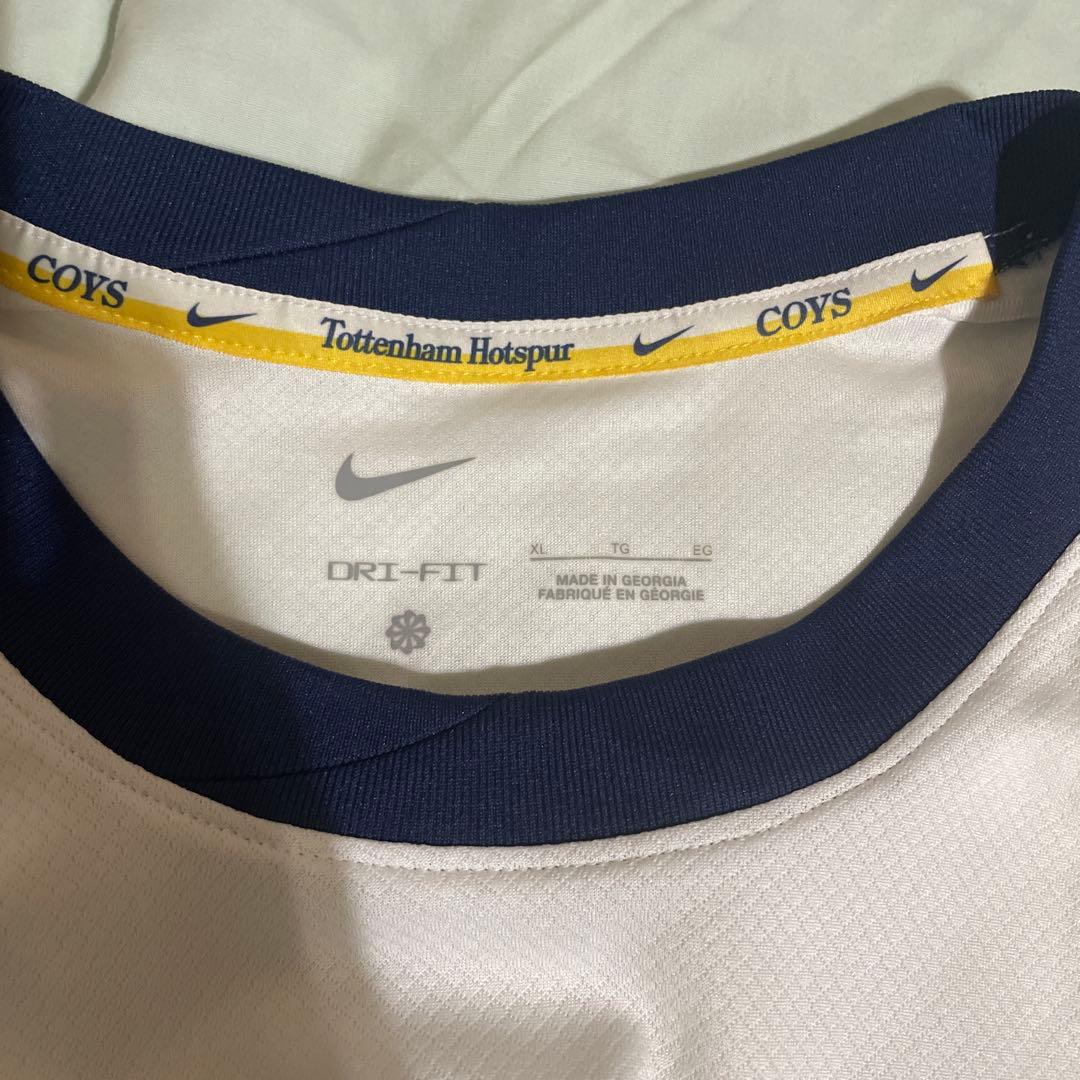 COYS Tottenham Hotspur COYS
XL TG EG
DRI-FIT
MADE IN GEORGIA
FABRIQUÉ EN GÉORGIE